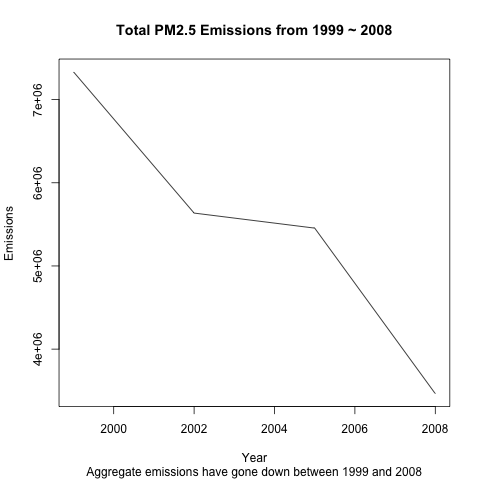 Total PM2.5 Emissions from 1999 ~ 2008
7e+06
6e+06
5e+06
4e+06
Emissions
2000 2002 2004 2006 2008
Year
Aggregate emissions have gone down between 1999 and 2008